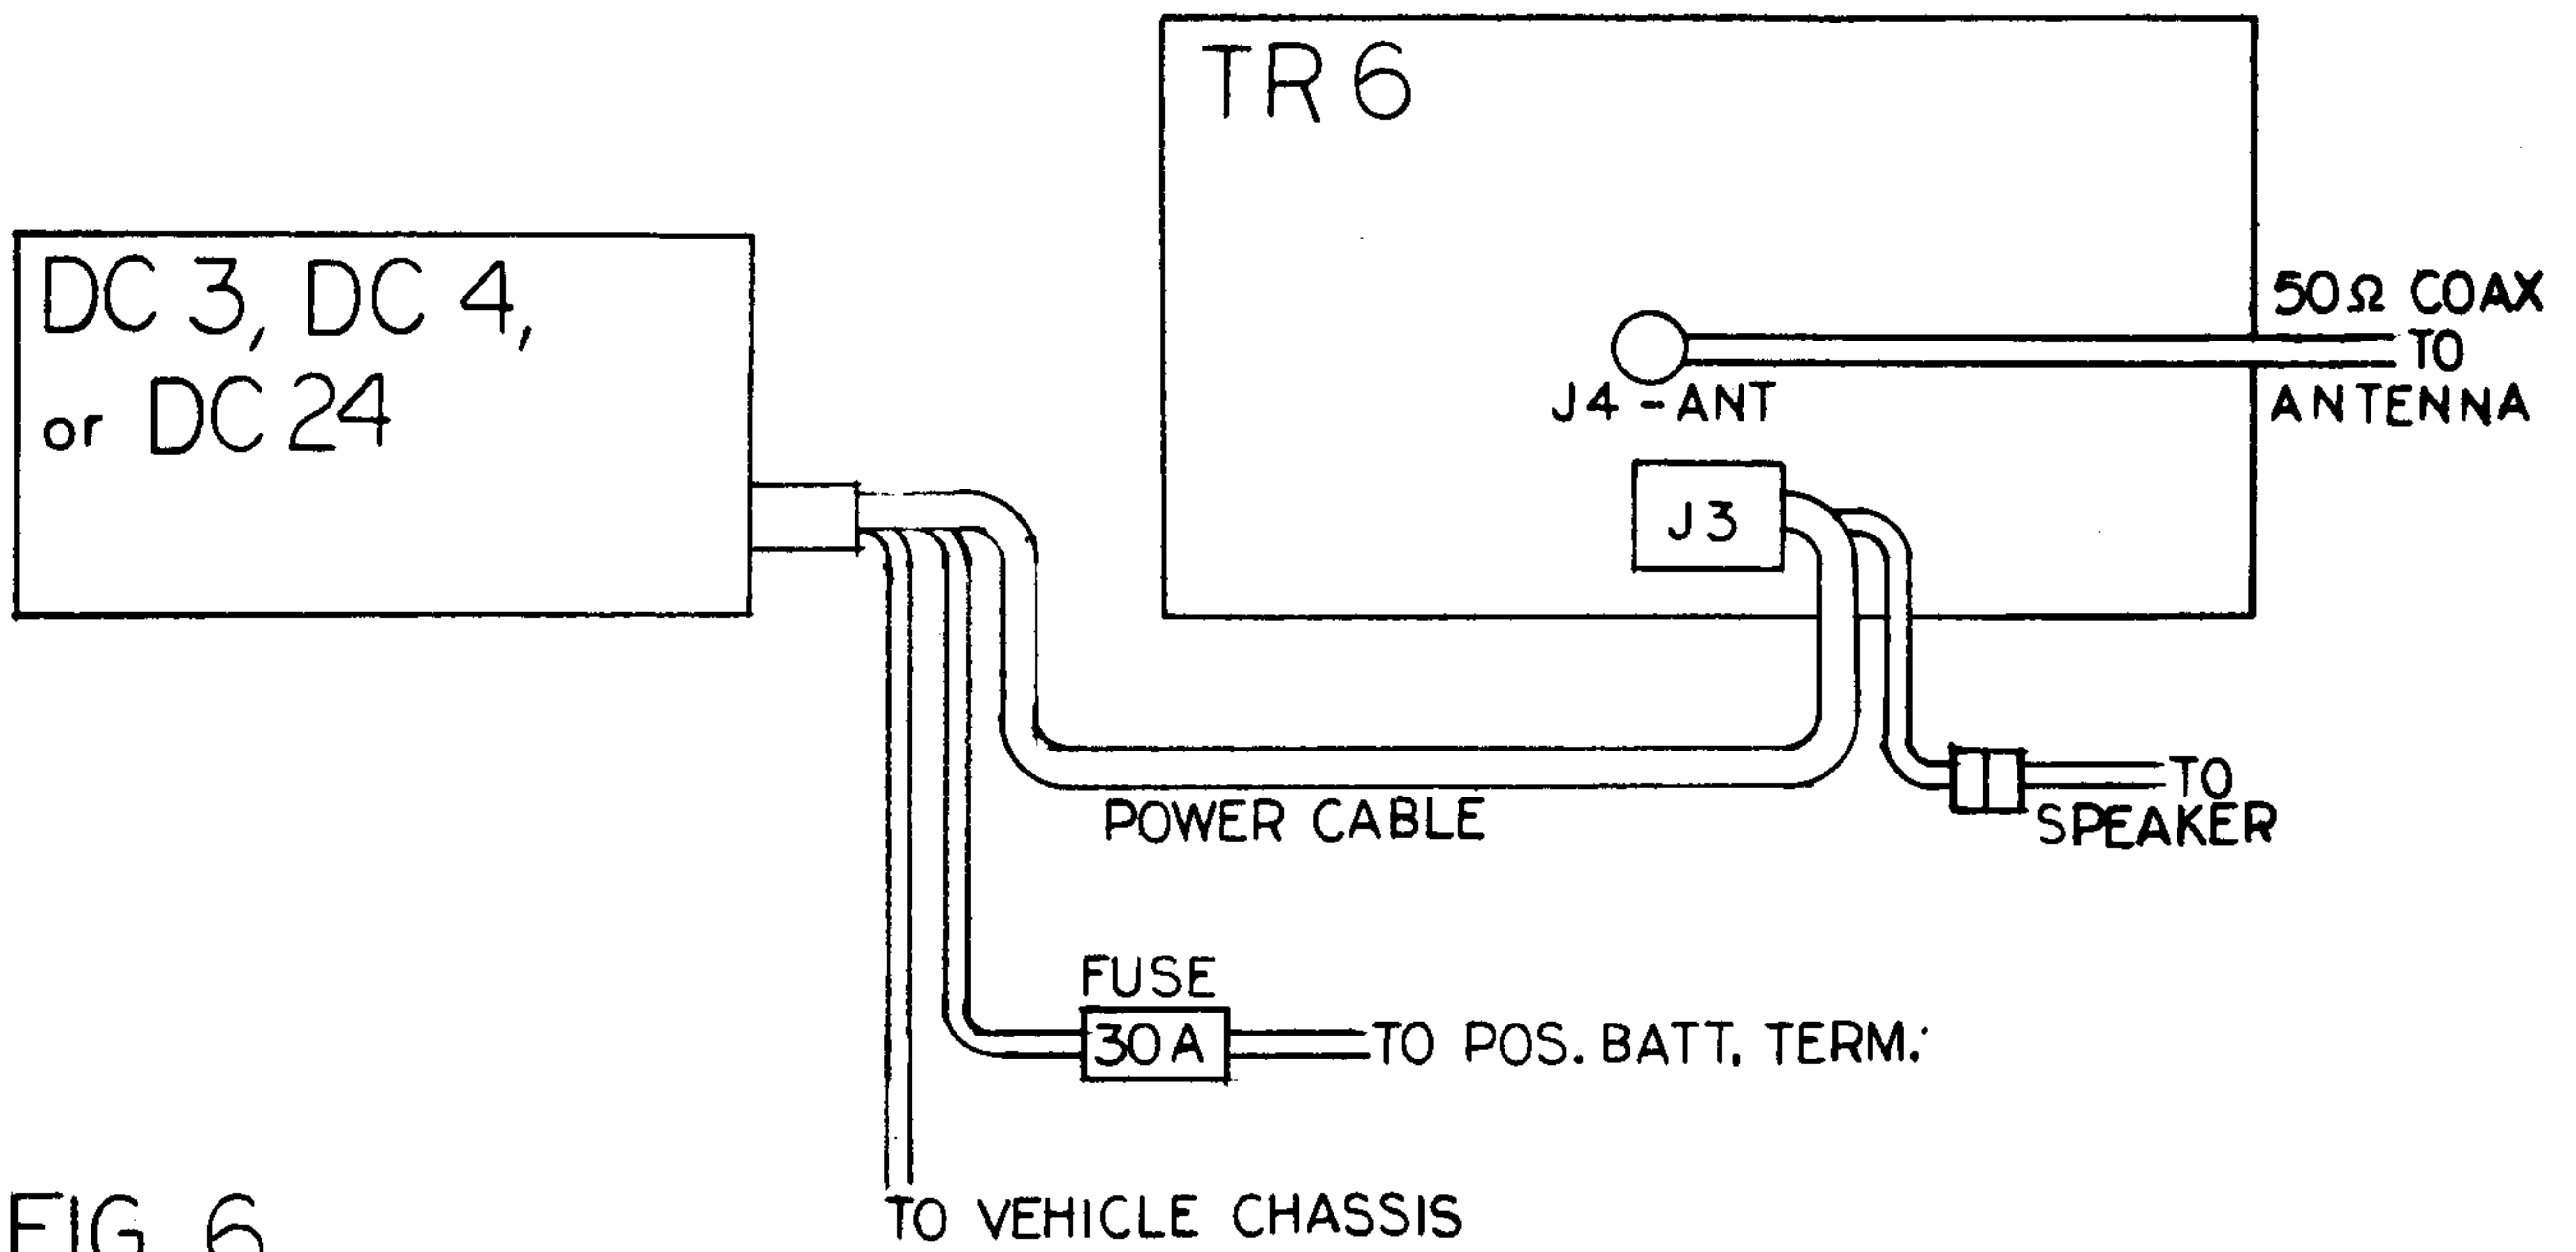 TR 6
DC 3, DC 4,
or DC 24
50Ω COAX
TO
ANTENNA
J4 - ANT
J3
POWER CABLE
TO
SPEAKER
FUSE
30 A
TO POS. BATT. TERM.
TO VEHICLE CHASSIS
FIG. 6